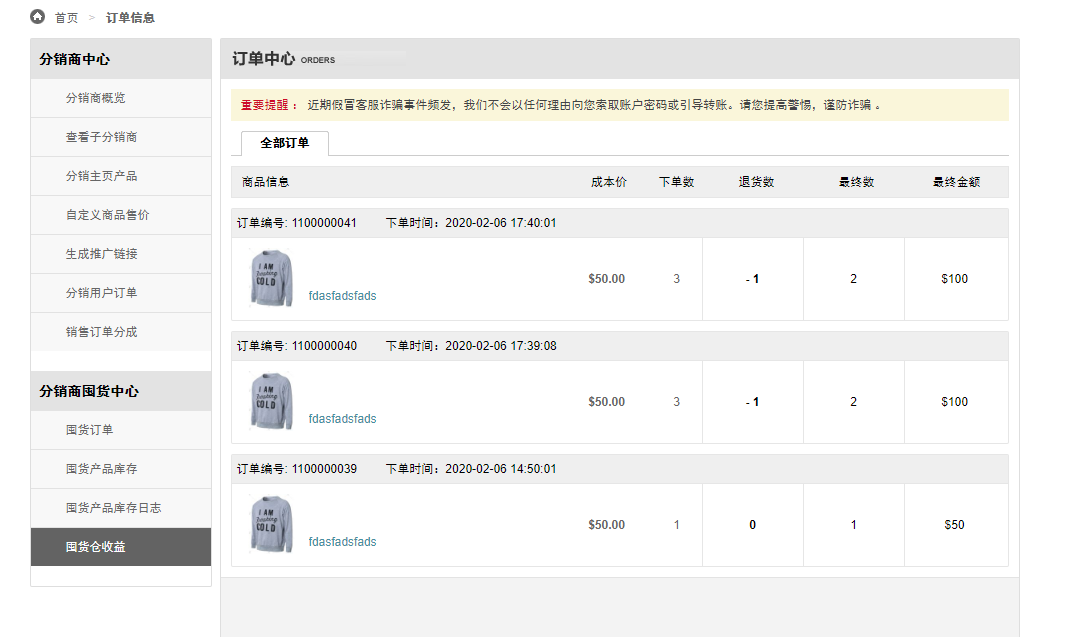 首页 > 订单信息
分销商中心
分销商概览
查看子分销商
分销主页产品
自定义商品售价
生成推广链接
分销用户订单
销售订单分成
分销商囤货中心
囤货订单
囤货产品库存
囤货产品库存日志
囤货仓收益
订单中心 ORDERS
重要提醒： 近期假冒客服诈骗事件频发，我们不会以任何理由向您索取账户密码或引导转账。请您提高警惕，谨防诈骗 。
全部订单
商品信息 成本价 下单数 退货数 最终数 最终金额
订单编号: 1100000041 下单时间：2020-02-06 17:40:01
I AM
Freaking
COLD
fdasfadsfads $50.00 3 - 1 2 $100
订单编号: 1100000040 下单时间：2020-02-06 17:39:08
I AM
Freaking
COLD
fdasfadsfads $50.00 3 - 1 2 $100
订单编号: 1100000039 下单时间：2020-02-06 14:50:01
I AM
Freaking
COLD
fdasfadsfads $50.00 1 0 1 $50